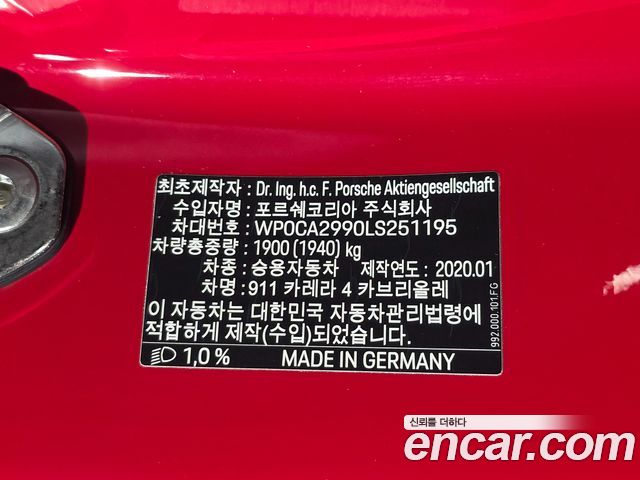 최초제작자 : Dr. Ing. h.c. F. Porsche Aktiengesellschaft
수입자명 : 포르쉐코리아 주식회사
차대번호 : WP0CA2990LS251195
차량총중량 : 1900 (1940) kg
차종 : 승용자동차 제작연도 : 2020.01
차명 : 911 카레라 4 카브리올레
이 자동차는 대한민국 자동차관리법령에
적합하게 제작(수입)되었습니다.
1,0 % MADE IN GERMANY
992.000.101.FG
신뢰를 더하다
encar.com